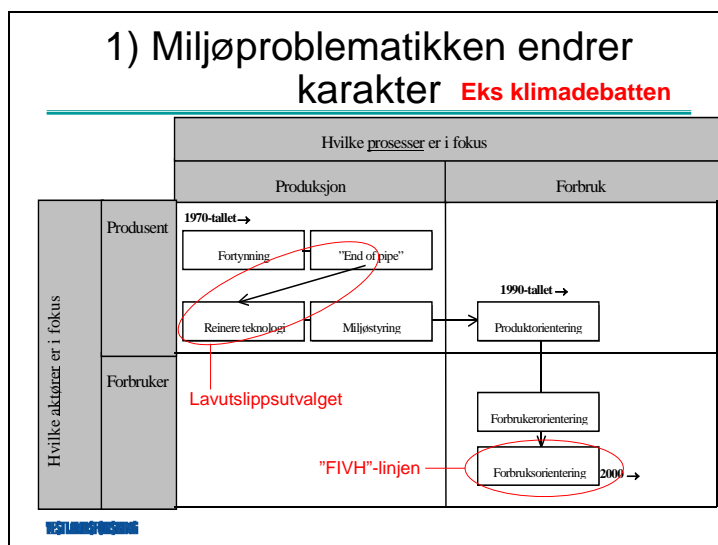 1) Miljøproblematikken endrer
karakter Eks klimadebatten
Hvilke prosesser er i fokus
Produksjon
Forbruk
Hvilke aktører er i fokus
Produsent
1970-tallet→
Fortynning
"End of pipe"
1990-tallet→
Reinere teknologi
Miljøstyring
Produktorientering
Forbruker
Lavutslippsutvalget
Forbrukerorientering
"FIVH"-linjen
Forbruksorientering
2000 →
VESTLANDSFORSKING